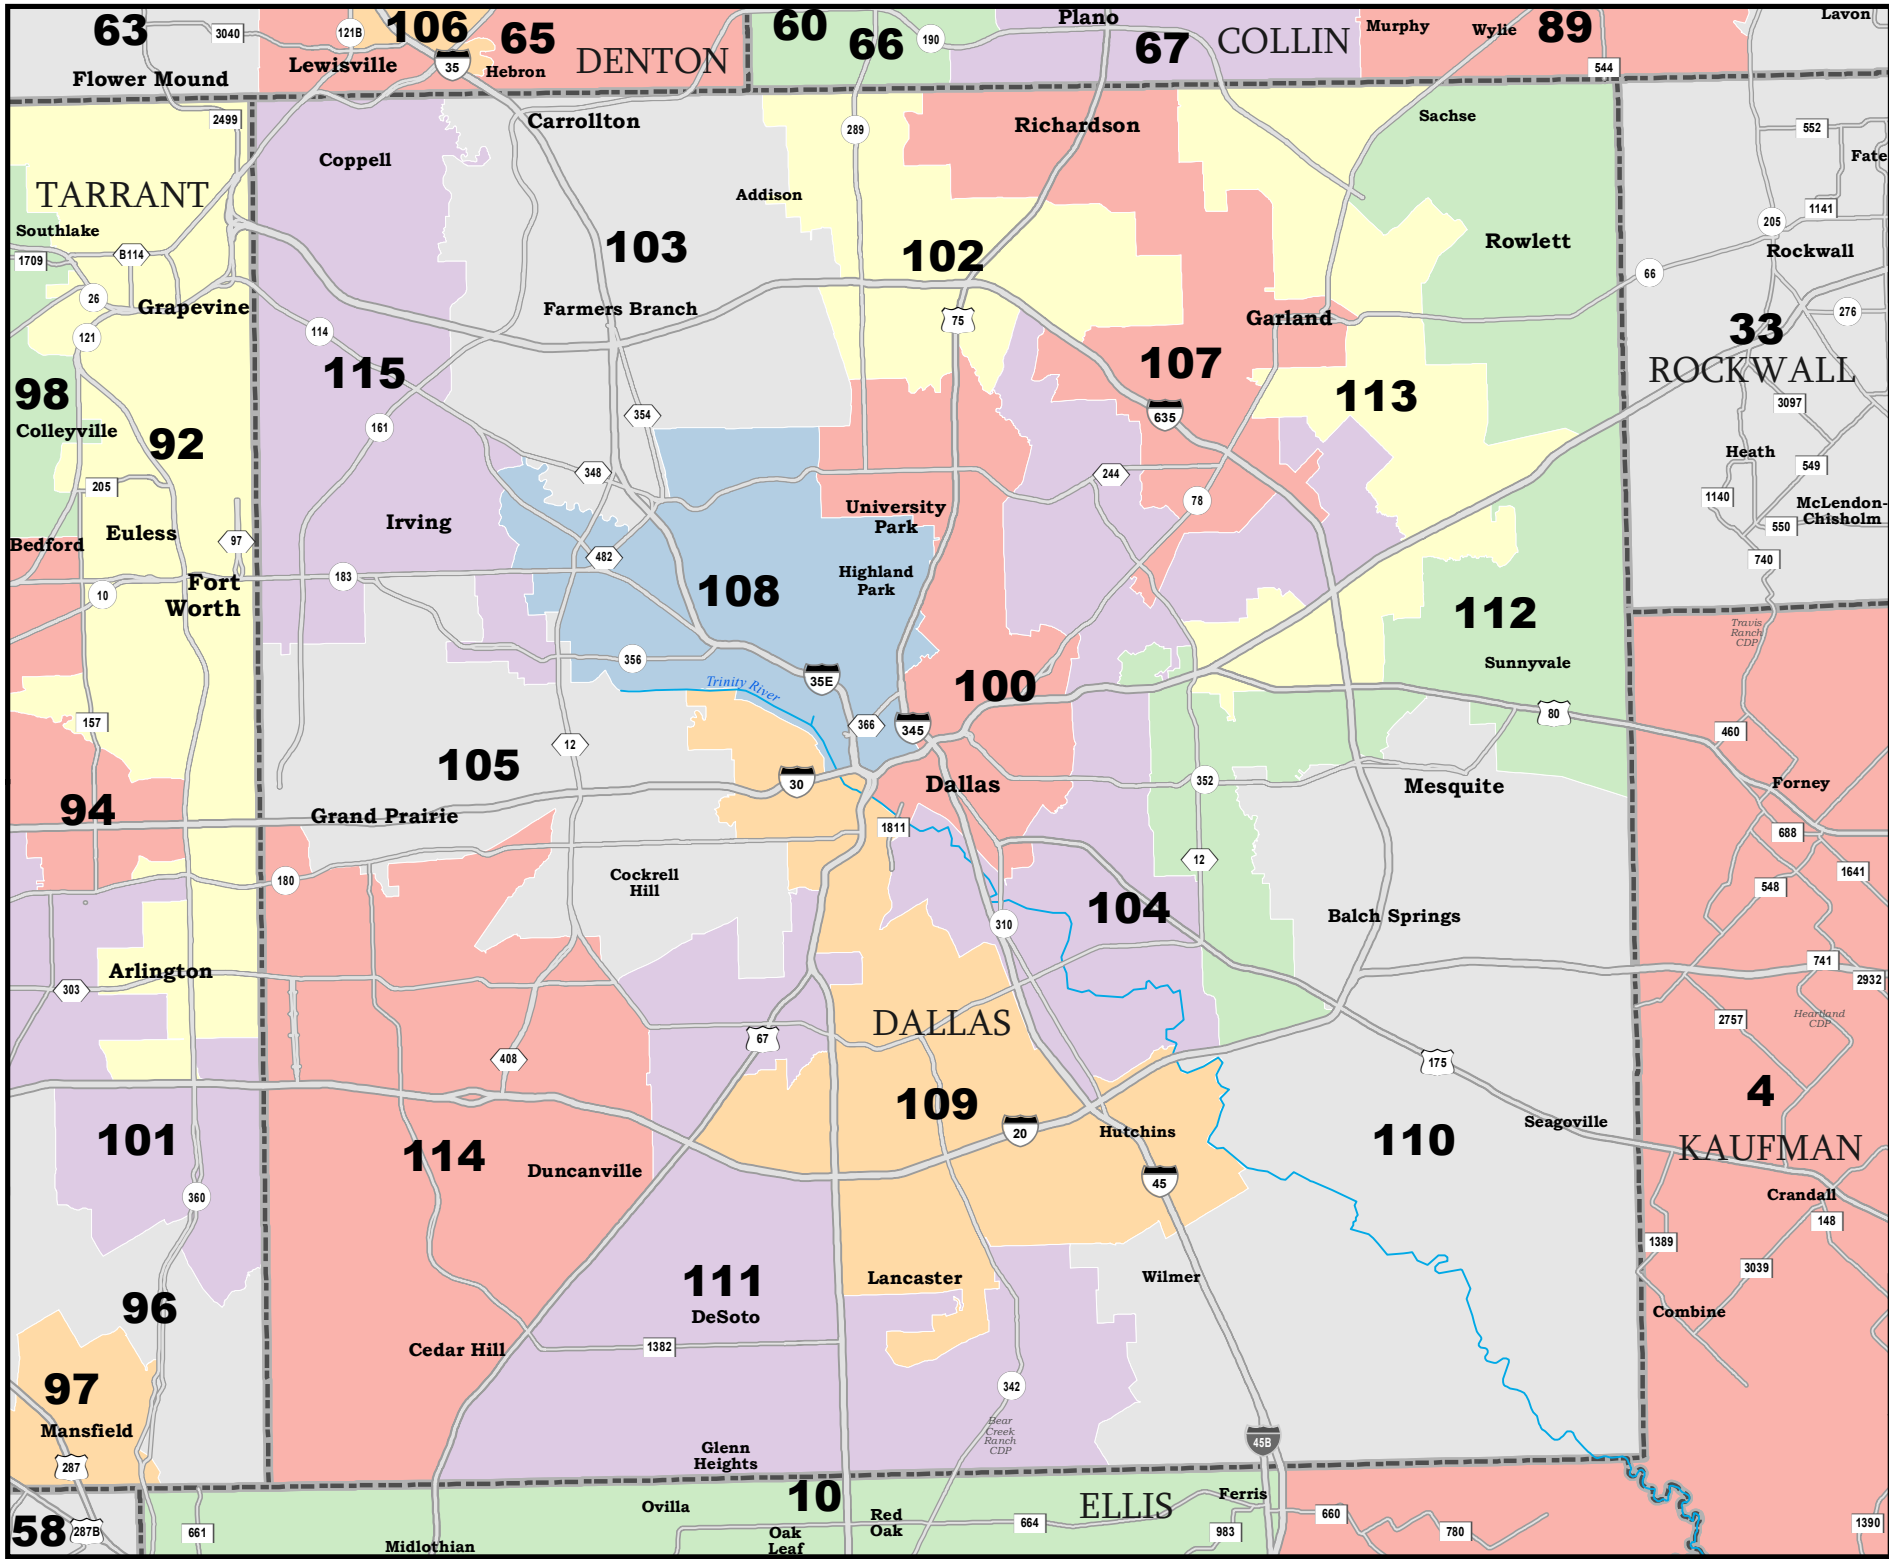 63
3040
121B
106
65
DENTON
60
66
190
Plano
67
COLLIN
Murphy
Wylie
89
Lavon
Flower Mound
Lewisville
35
Hebron
544
2499
Carrollton
289
Richardson
Sachse
552
Coppell
Fate
TARRANT
Addison
1141
205
Southlake
B114
103
102
Rowlett
Rockwall
1709
66
26
Grapevine
Farmers Branch
75
Garland
276
121
114
33
ROCKWALL
115
107
98
113
3097
Colleyville
161
354
635
92
Heath
348
244
549
205
78
1140
University
Park
McLendon-
Chisholm
Irving
550
Euless
97
Bedford
482
740
183
Fort
Worth
108
Highland
Park
10
112
Travis
Ranch
CDP
356
Sunnyvale
35E
Trinity River
100
157
366
345
80
460
12
105
30
Dallas
352
Mesquite
Forney
94
Grand Prairie
1811
688
12
180
Cockrell
Hill
1641
548
104
310
Balch Springs
Arlington
741
303
2932
DALLAS
2757
Heartland
CDP
67
408
175
4
109
20
Hutchins
Seagoville
101
114
110
KAUFMAN
Duncanville
45
360
Crandall
148
1389
3039
111
Lancaster
Wilmer
96
DeSoto
Combine
Cedar Hill
1382
97
342
Mansfield
Bear
Creek
Ranch
CDP
45B
Glenn
Heights
287
10
Ovilla
ELLIS
Ferris
58
287B
661
Red
Oak
664
660
983
780
1390
Oak
Leaf
Midlothian